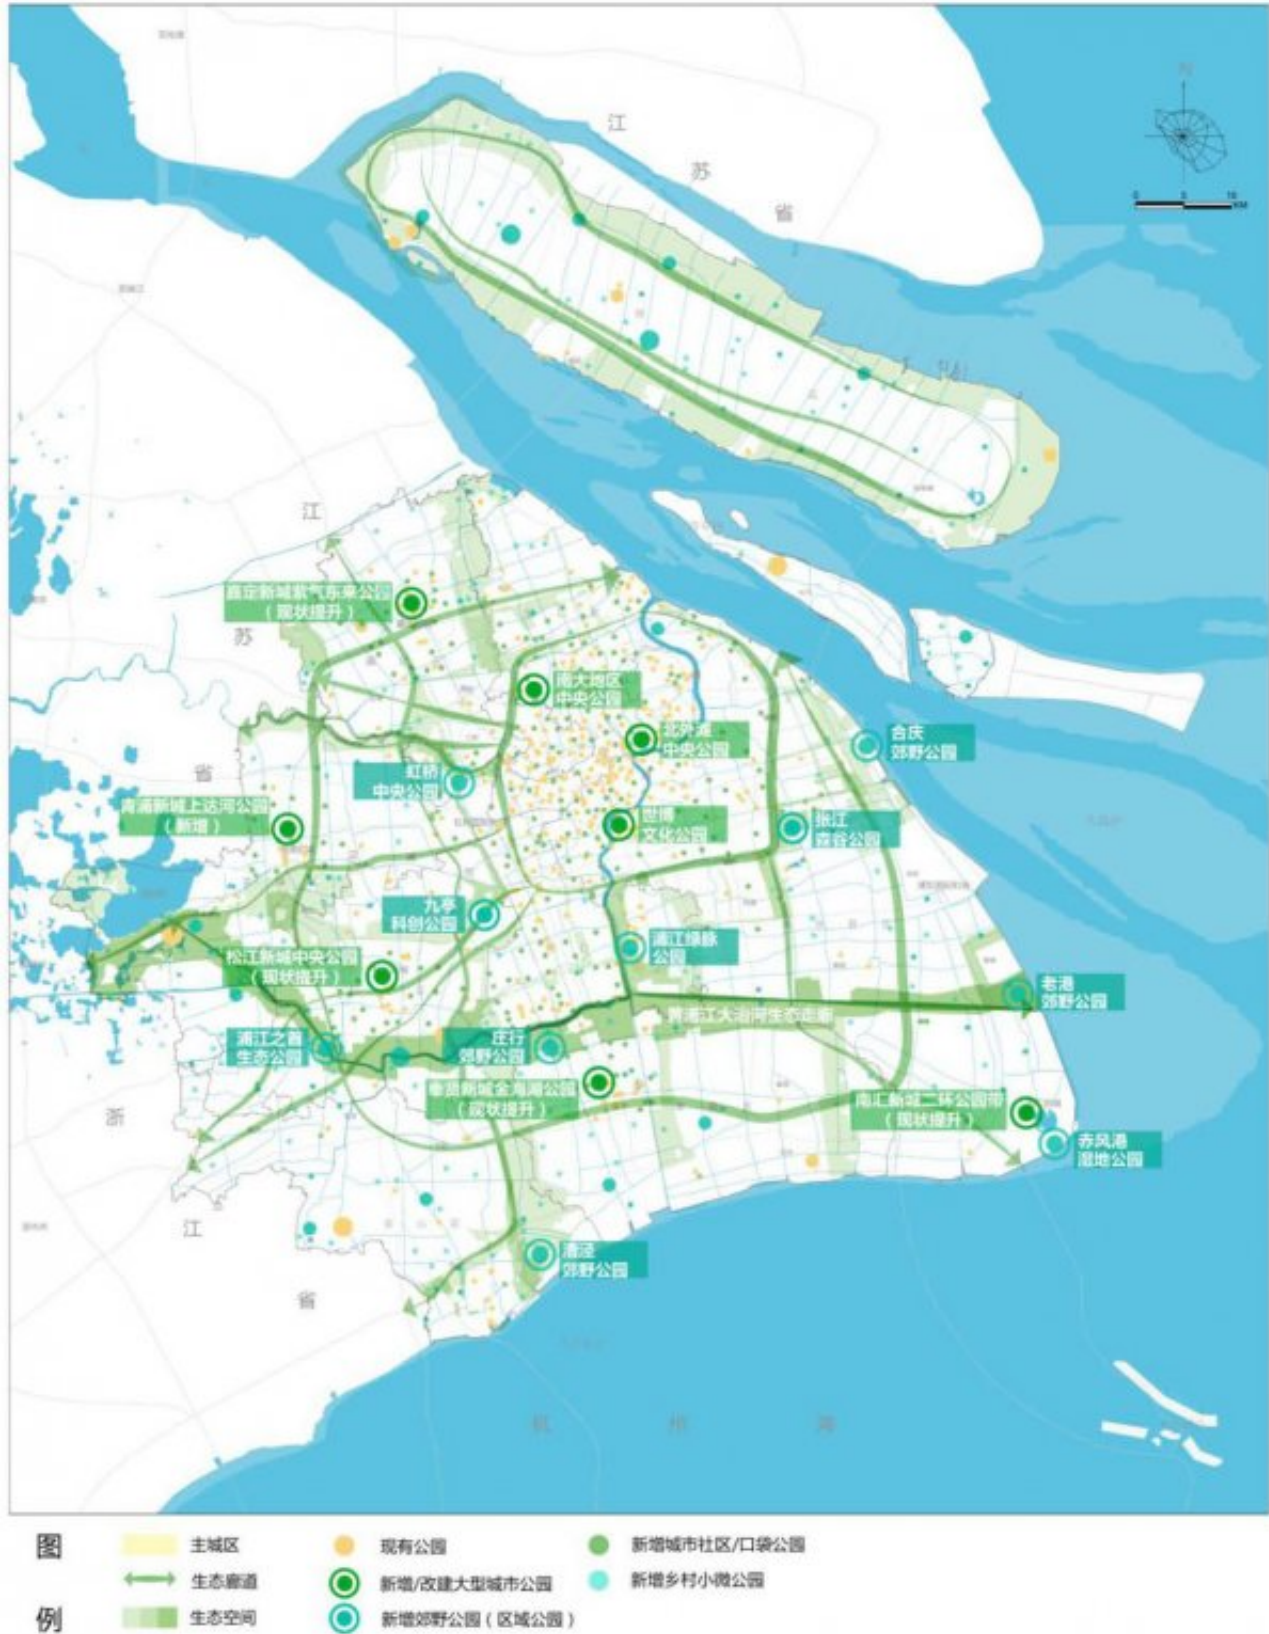 江
苏
省
N
0 5 10
KM
江
苏
省
嘉定新城紫气东来公园
（现状提升）
南大地区
中央公园
北外滩
中央公园
合庆
郊野公园
虹桥
中央公园
青浦新城上达河公园
（新增）
世博
文化公园
张江
森谷公园
九亭
科创公园
浦江绿脉
公园
松江新城中央公园
（现状提升）
老港
郊野公园
黄浦江大治河生态走廊
浦江之首
生态公园
庄行
郊野公园
奉贤新城金海湖公园
（现状提升）
南汇新城二环公园带
（现状提升）
赤风港
湿地公园
漕泾
郊野公园
浙
江
省
杭 州 湾
图
例
主城区
生态廊道
生态空间
现有公园
新增/改建大型城市公园
新增郊野公园（区域公园）
新增城市社区/口袋公园
新增乡村小微公园